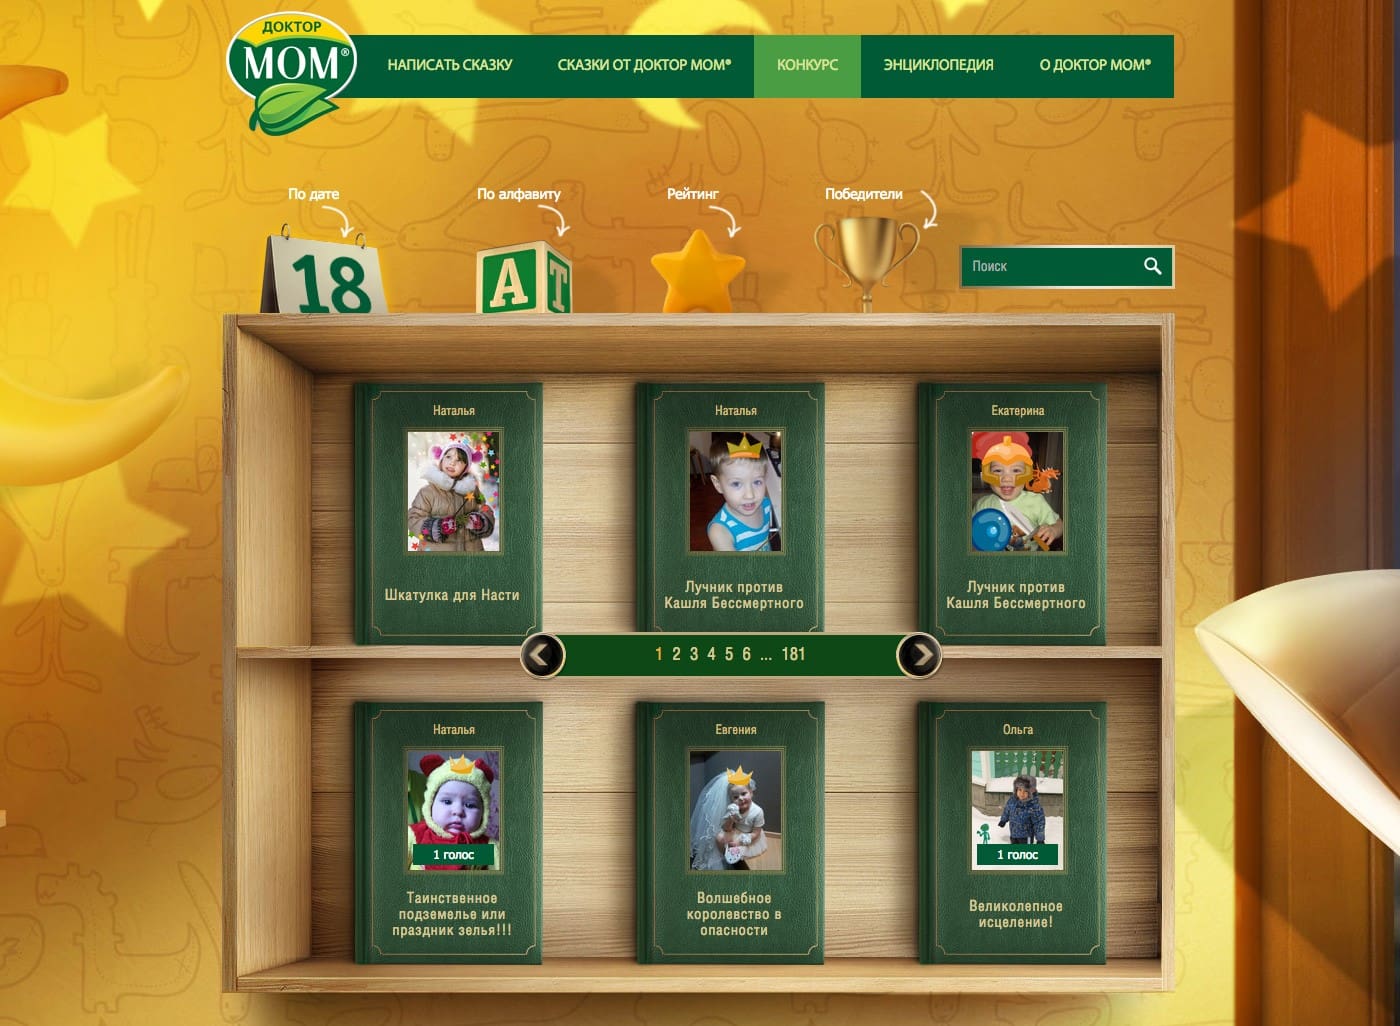 ДОКТОР
МОМ®
НАПИСАТЬ СКАЗКУ
СКАЗКИ ОТ ДОКТОР МОМ®
КОНКУРС
ЭНЦИКЛОПЕДИЯ
О ДОКТОР МОМ®
По дате
По алфавиту
Рейтинг
Победители
18
А
Т
Поиск
Наталья
Шкатулка для Насти
Наталья
Лучник против
Кашля Бессмертного
Екатерина
Лучник против
Кашля Бессмертного
1 2 3 4 5 6 ... 181
Наталья
1 голос
Таинственное
подземелье или
праздник зелья!!!
Евгения
Волшебное
королевство в
опасности
Ольга
1 голос
Великолепное
исцеление!